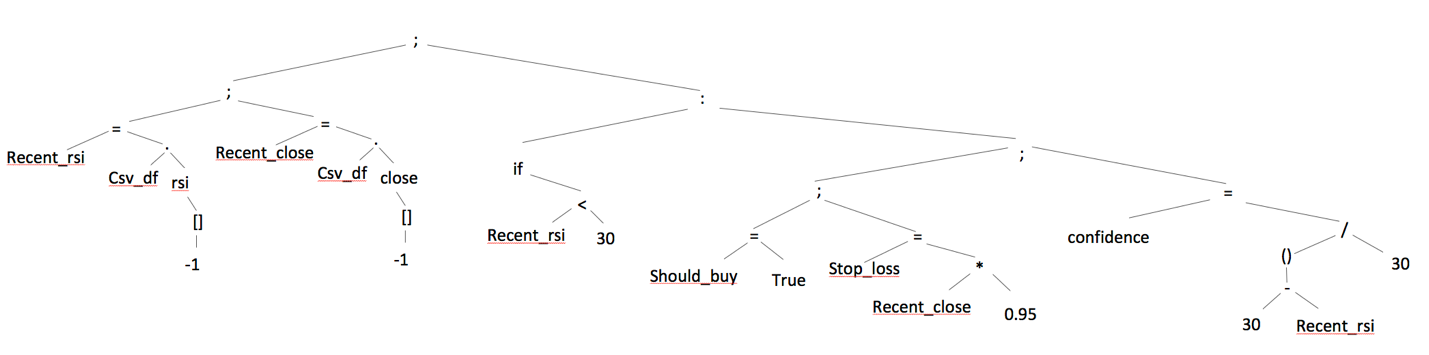 ;
;
:
= = if ;
Recent_rsi . Recent_close . < ; =
Csv_df rsi Csv_df close Recent_rsi 30 = = confidence /
[] [] Should_buy True Stop_loss * () 30
-1 -1 Recent_close 0.95 -
30 Recent_rsi